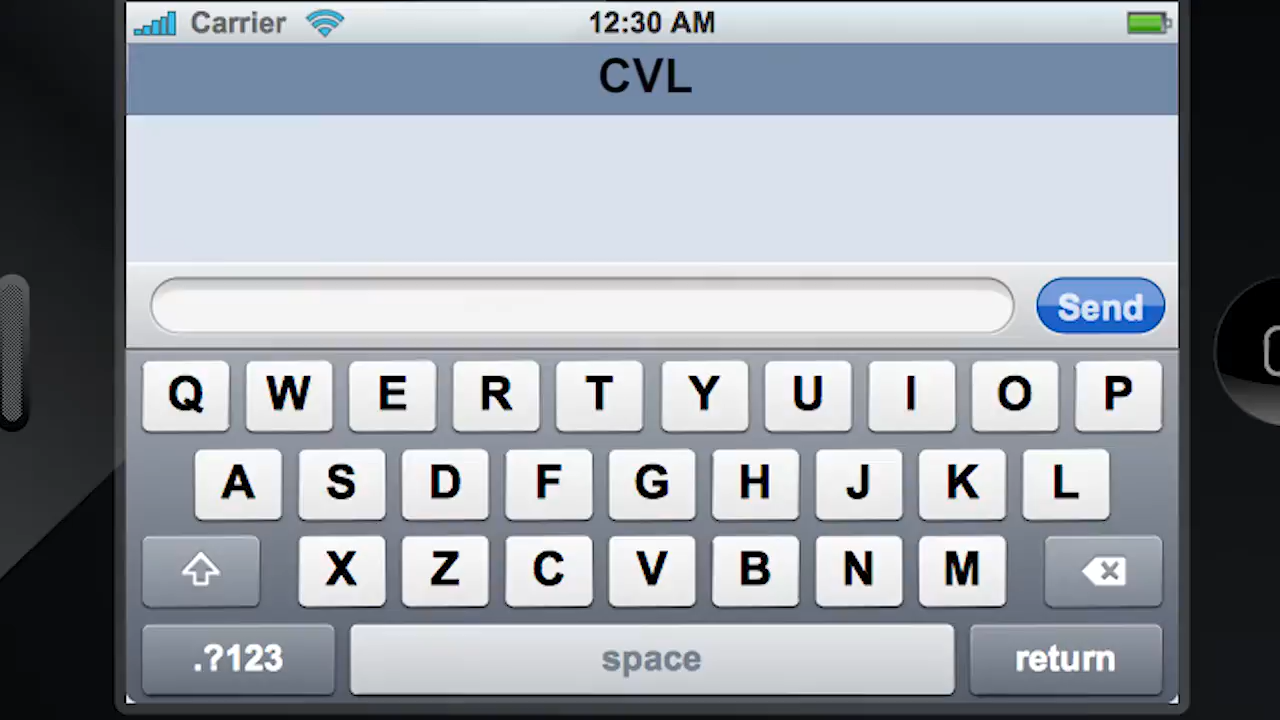 Carrier 12:30 AM
CVL
Send
Q W E R T Y U I O P
A S D F G H J K L
X Z C V B N M
.?123 space return